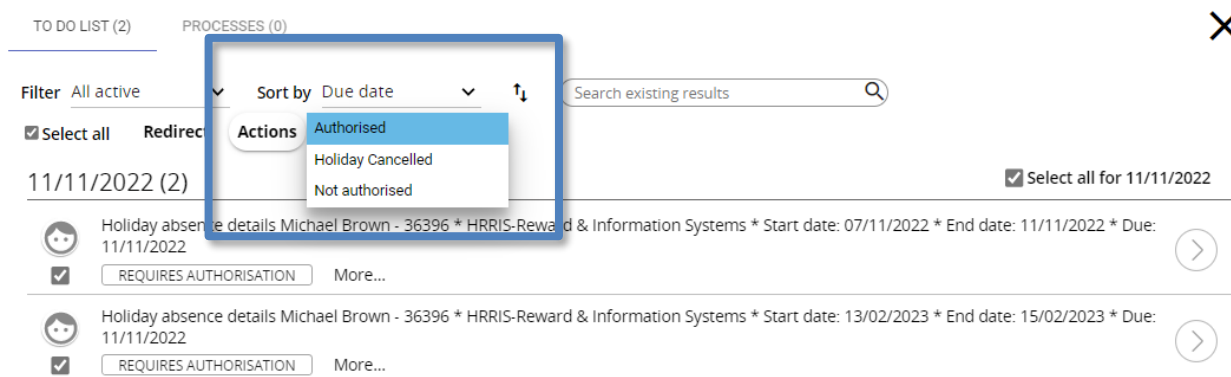 TO DO LIST (2) PROCESSES (0)
Filter All active Sort by Due date Search existing results
Select all Redirect Actions Authorised
Holiday Cancelled
Not authorised
11/11/2022 (2) Select all for 11/11/2022
Holiday absence details Michael Brown - 36396 * HRRIS-Reward & Information Systems * Start date: 07/11/2022 * End date: 11/11/2022 * Due:
11/11/2022
REQUIRES AUTHORISATION More...
Holiday absence details Michael Brown - 36396 * HRRIS-Reward & Information Systems * Start date: 13/02/2023 * End date: 15/02/2023 * Due:
11/11/2022
REQUIRES AUTHORISATION More...